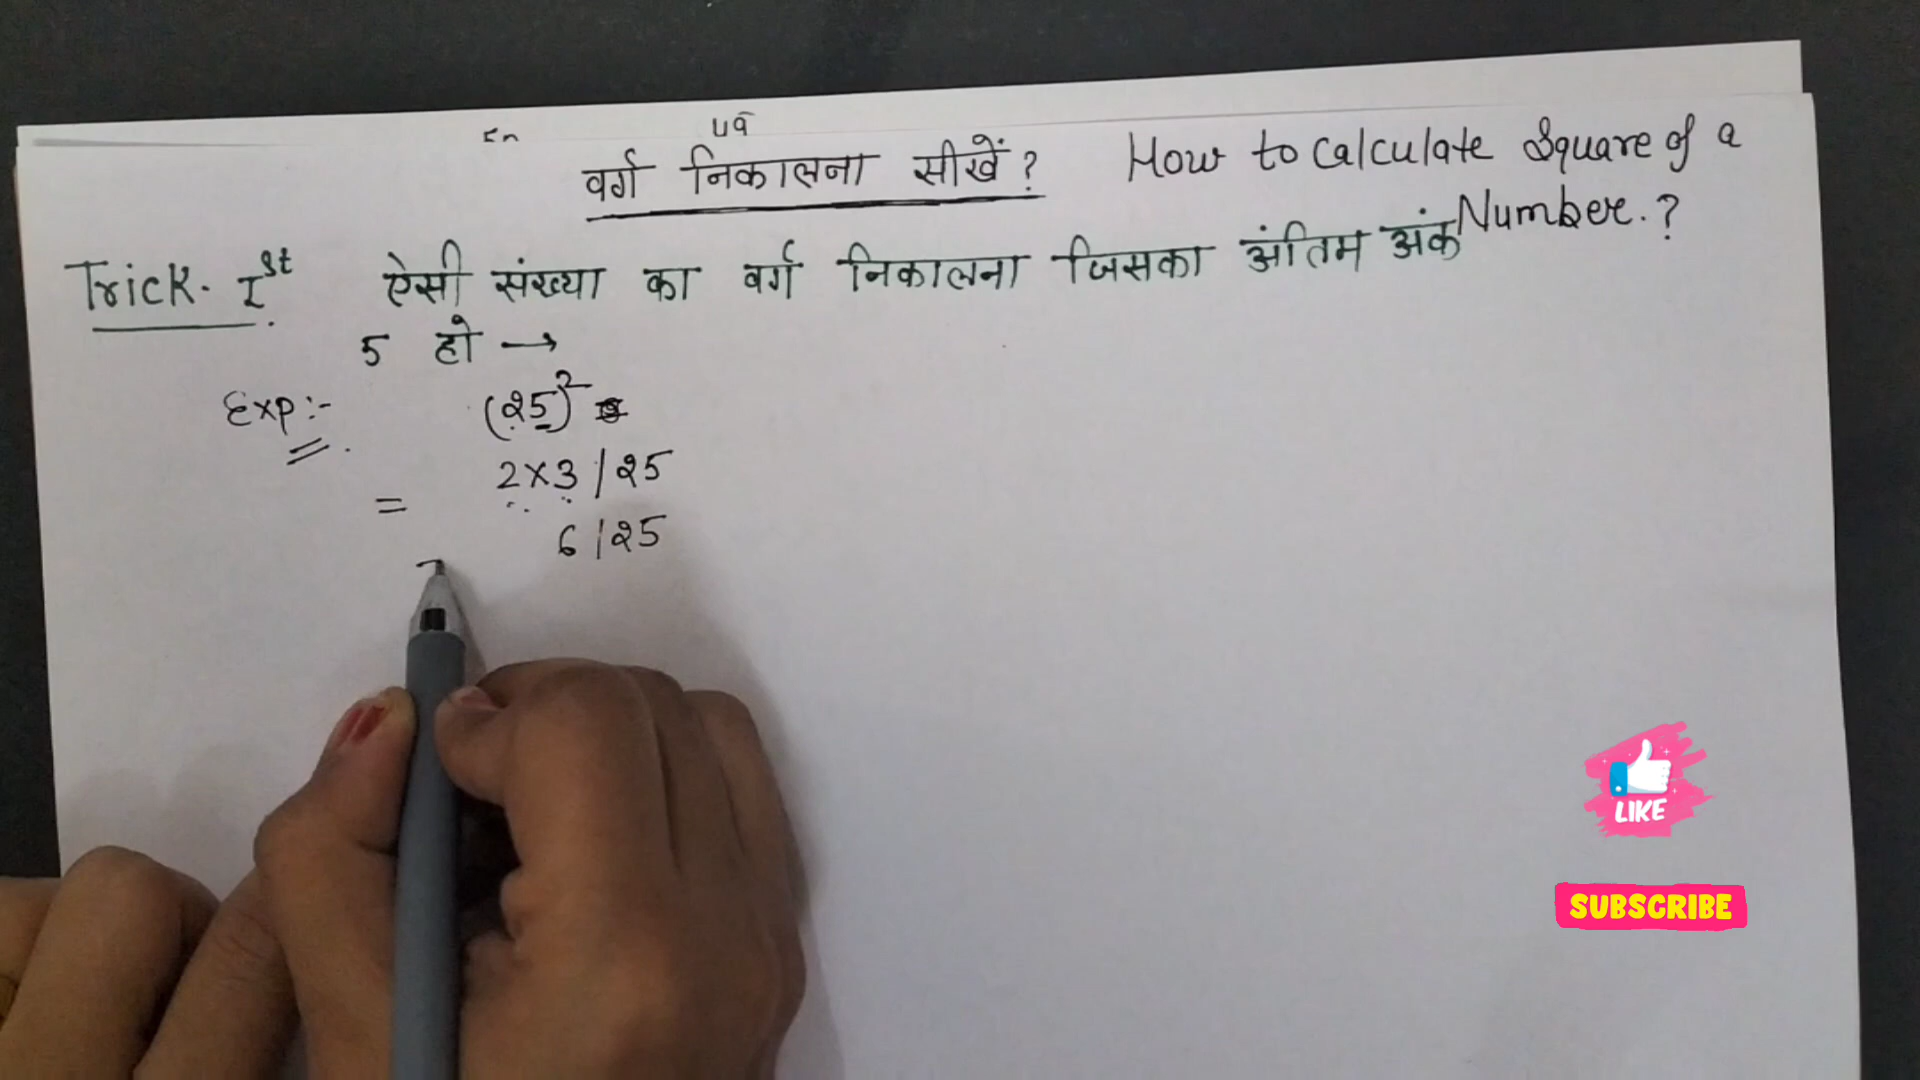 वर्ग निकालना सीखें? How to Calculate Square of a Number.?
Trick. Ist ऐसी संख्या का वर्ग निकालना जिसका अंतिम अंक
5 हो →
Exp:- (25)²
= 2×3/25
6/25
LIKE
SUBSCRIBE